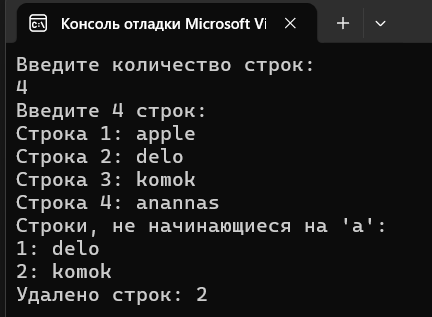 Консоль отладки Microsoft Vi
Введите количество строк:
4
Введите 4 строк:
Строка 1: apple
Строка 2: delo
Строка 3: komok
Строка 4: anannas
Строки, не начинающиеся на 'a':
1: delo
2: komok
Удалено строк: 2